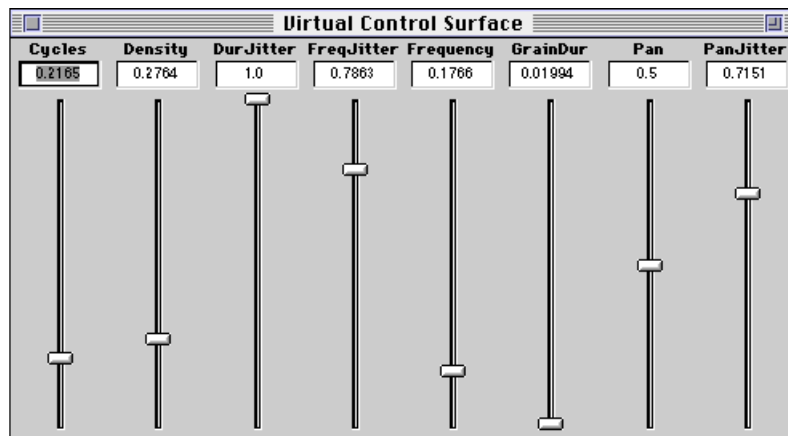 Virtual Control Surface
Cycles Density DurJitter FreqJitter Frequency GrainDur Pan PanJitter
0.2165 0.2764 1.0 0.7863 0.1766 0.01994 0.5 0.7151